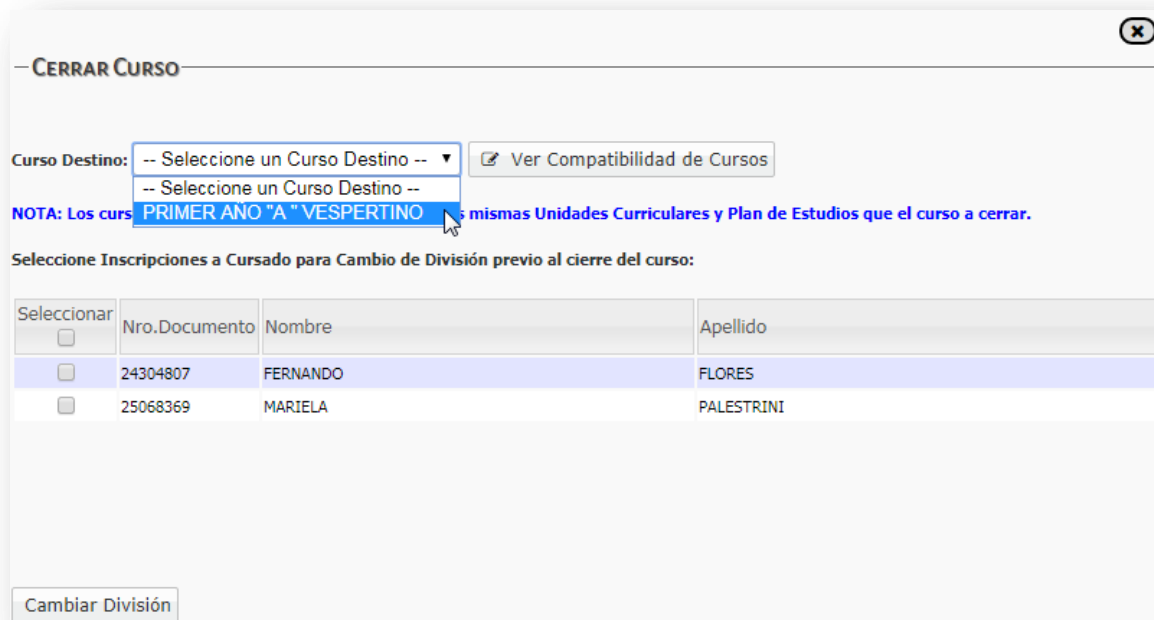 CERRAR CURSO
Curso Destino: -- Seleccione un Curso Destino -- Ver Compatibilidad de Cursos
-- Seleccione un Curso Destino --
PRIMER AÑO "A " VESPERTINO
NOTA: Los curs mismas Unidades Curriculares y Plan de Estudios que el curso a cerrar.
Seleccione Inscripciones a Cursado para Cambio de División previo al cierre del curso:
Seleccionar Nro.Documento Nombre Apellido
24304807 FERNANDO FLORES
25068369 MARIELA PALESTRINI
Cambiar División